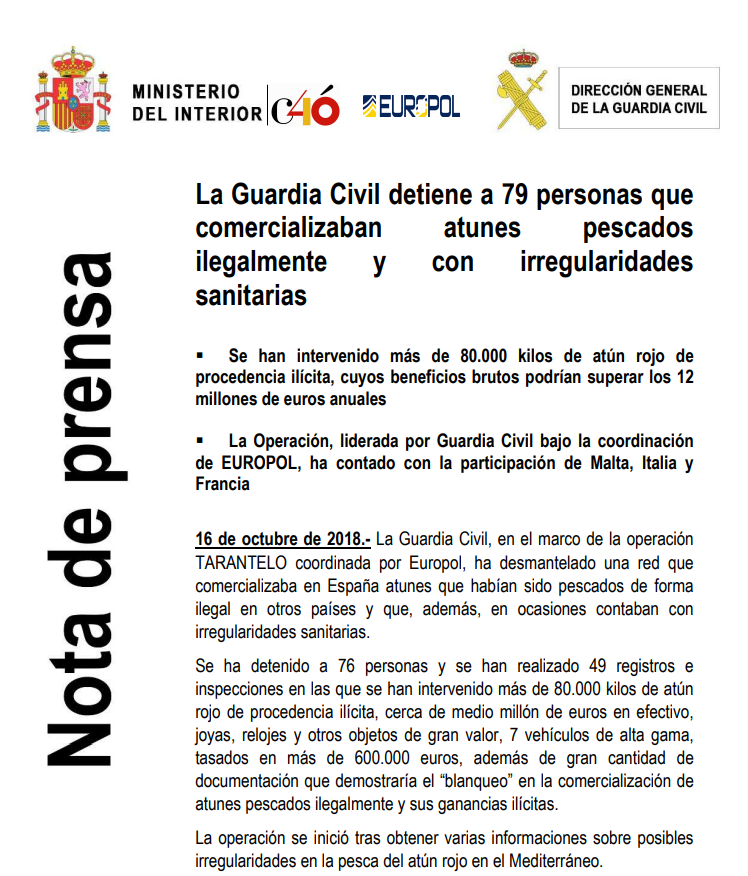 MINISTERIO
DEL INTERIOR
c40
EUROPOL
DIRECCIÓN GENERAL
DE LA GUARDIA CIVIL
Nota de prensa
La Guardia Civil detiene a 79 personas que
comercializaban atunes pescados
ilegalmente y con irregularidades
sanitarias
▪ Se han intervenido más de 80.000 kilos de atún rojo de
procedencia ilícita, cuyos beneficios brutos podrían superar los 12
millones de euros anuales
▪ La Operación, liderada por Guardia Civil bajo la coordinación
de EUROPOL, ha contado con la participación de Malta, Italia y
Francia
16 de octubre de 2018.- La Guardia Civil, en el marco de la operación
TARANTELO coordinada por Europol, ha desmantelado una red que
comercializaba en España atunes que habían sido pescados de forma
ilegal en otros países y que, además, en ocasiones contaban con
irregularidades sanitarias.
Se ha detenido a 76 personas y se han realizado 49 registros e
inspecciones en las que se han intervenido más de 80.000 kilos de atún
rojo de procedencia ilícita, cerca de medio millón de euros en efectivo,
joyas, relojes y otros objetos de gran valor, 7 vehículos de alta gama,
tasados en más de 600.000 euros, además de gran cantidad de
documentación que demostraría el “blanqueo” en la comercialización de
atunes pescados ilegalmente y sus ganancias ilícitas.
La operación se inició tras obtener varias informaciones sobre posibles
irregularidades en la pesca del atún rojo en el Mediterráneo.